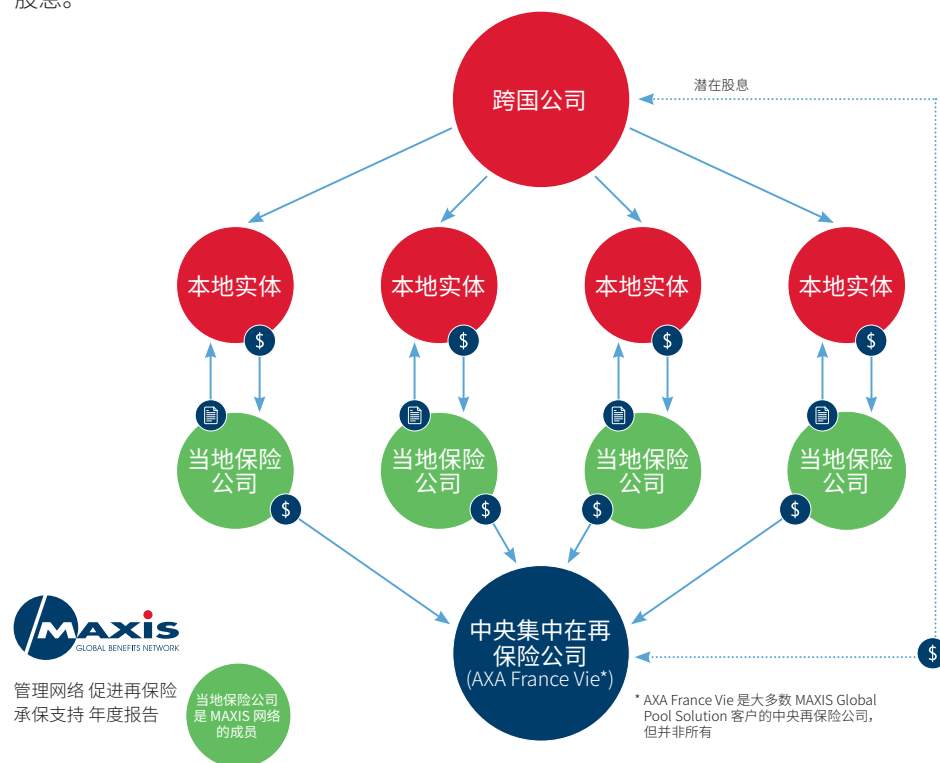 股息。
跨国公司
潜在股息
本地实体
本地实体
本地实体
本地实体
$
$
$
$
当地保险
公司
当地保险
公司
当地保险
公司
当地保险
公司
$
$
$
$
中央集中在再
保险公司
(AXA France Vie*)
$
MAXIS
GLOBAL BENEFITS NETWORK
管理网络 促进再保险
承保支持 年度报告
当地保险公司
是 MAXIS 网络
的成员
* AXA France Vie 是大多数 MAXIS Global
Pool Solution 客户的中央再保险公司，
但并非所有